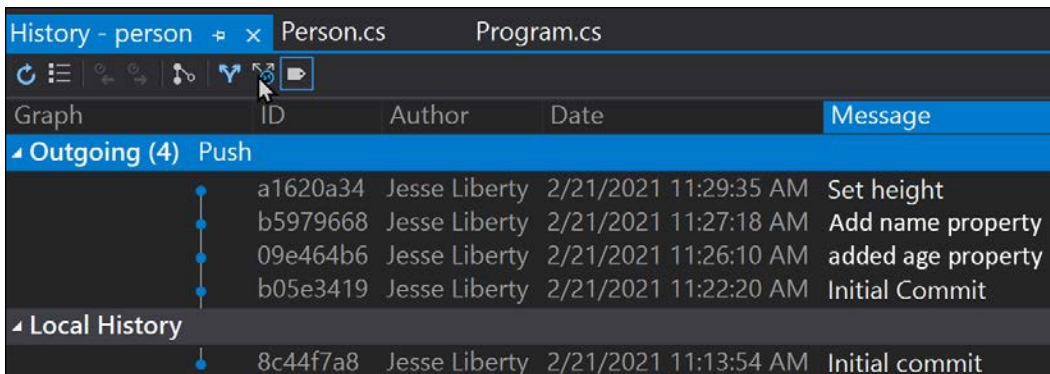 History - person Person.cs Program.cs
Graph ID Author Date Message
Outgoing (4) Push
a1620a34 Jesse Liberty 2/21/2021 11:29:35 AM Set height
b5979668 Jesse Liberty 2/21/2021 11:27:18 AM Add name property
09e464b6 Jesse Liberty 2/21/2021 11:26:10 AM added age property
b05e3419 Jesse Liberty 2/21/2021 11:22:20 AM Initial Commit
Local History
8c44f7a8 Jesse Liberty 2/21/2021 11:13:54 AM Initial commit